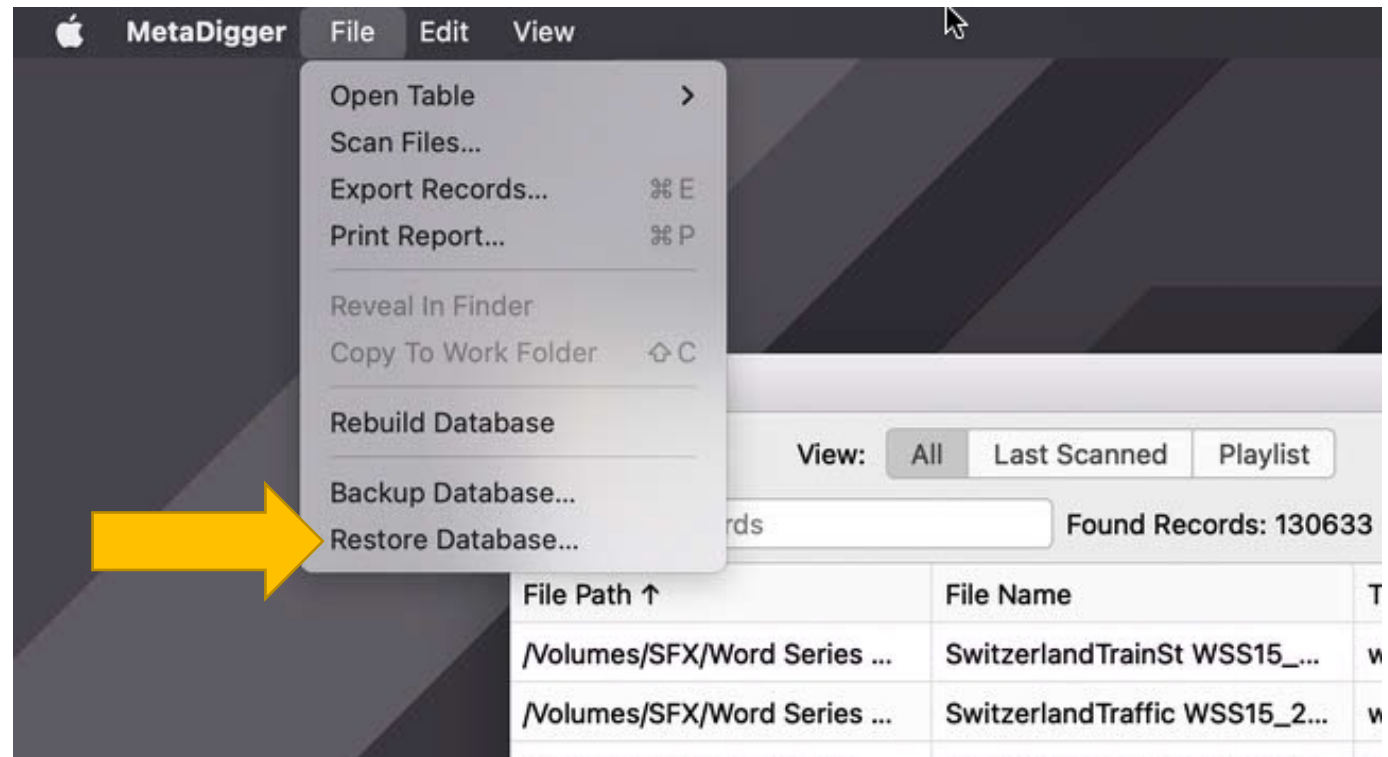 MetaDigger File Edit View
Open Table
Scan Files...
Export Records... ⌘ E
Print Report... ⌘ P
Reveal In Finder
Copy To Work Folder ⇧ C
Rebuild Database
Backup Database...
Restore Database...
View: All Last Scanned Playlist
rds Found Records: 130633
File Path ↑ File Name T
/Volumes/SFX/Word Series ... SwitzerlandTrainSt WSS15_... w
/Volumes/SFX/Word Series ... SwitzerlandTraffic WSS15_2... w